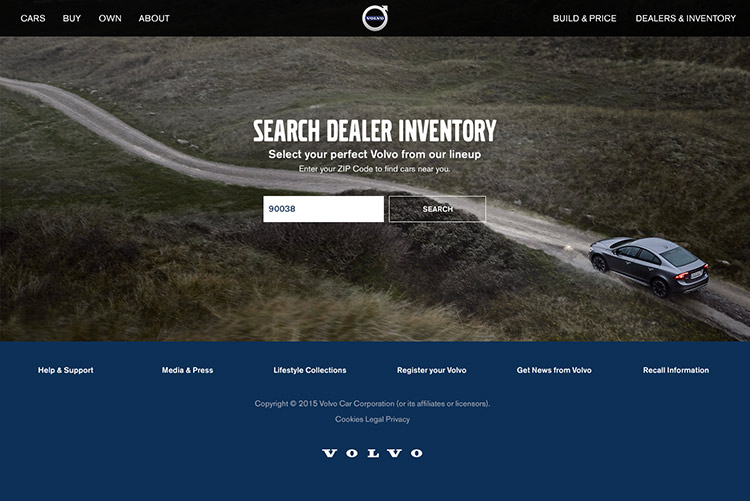 CARS BUY OWN ABOUT VOLVO BUILD & PRICE DEALERS & INVENTORY
SEARCH DEALER INVENTORY
Select your perfect Volvo from our lineup
Enter your ZIP Code to find cars near you.
90038 SEARCH
Help & Support Media & Press Lifestyle Collections Register your Volvo Get News from Volvo Recall Information
Copyright © 2015 Volvo Car Corporation (or its affiliates or licensors).
Cookies Legal Privacy
VOLVO